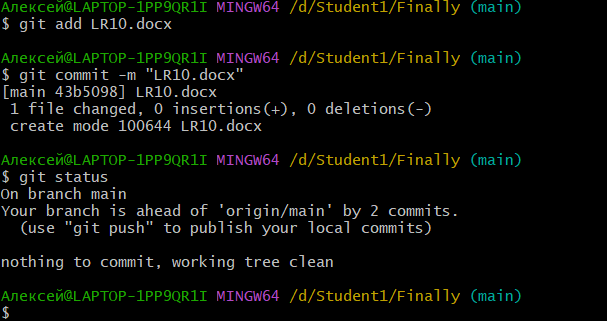 Алексей@LAPTOP-1PP9QR1I MINGW64 /d/Student1/Finally (main)
$ git add LR10.docx
Алексей@LAPTOP-1PP9QR1I MINGW64 /d/Student1/Finally (main)
$ git commit -m "LR10.docx"
[main 43b5098] LR10.docx
1 file changed, 0 insertions(+), 0 deletions(-)
create mode 100644 LR10.docx
Алексей@LAPTOP-1PP9QR1I MINGW64 /d/Student1/Finally (main)
$ git status
On branch main
Your branch is ahead of 'origin/main' by 2 commits.
(use "git push" to publish your local commits)
nothing to commit, working tree clean
Алексей@LAPTOP-1PP9QR1I MINGW64 /d/Student1/Finally (main)
$